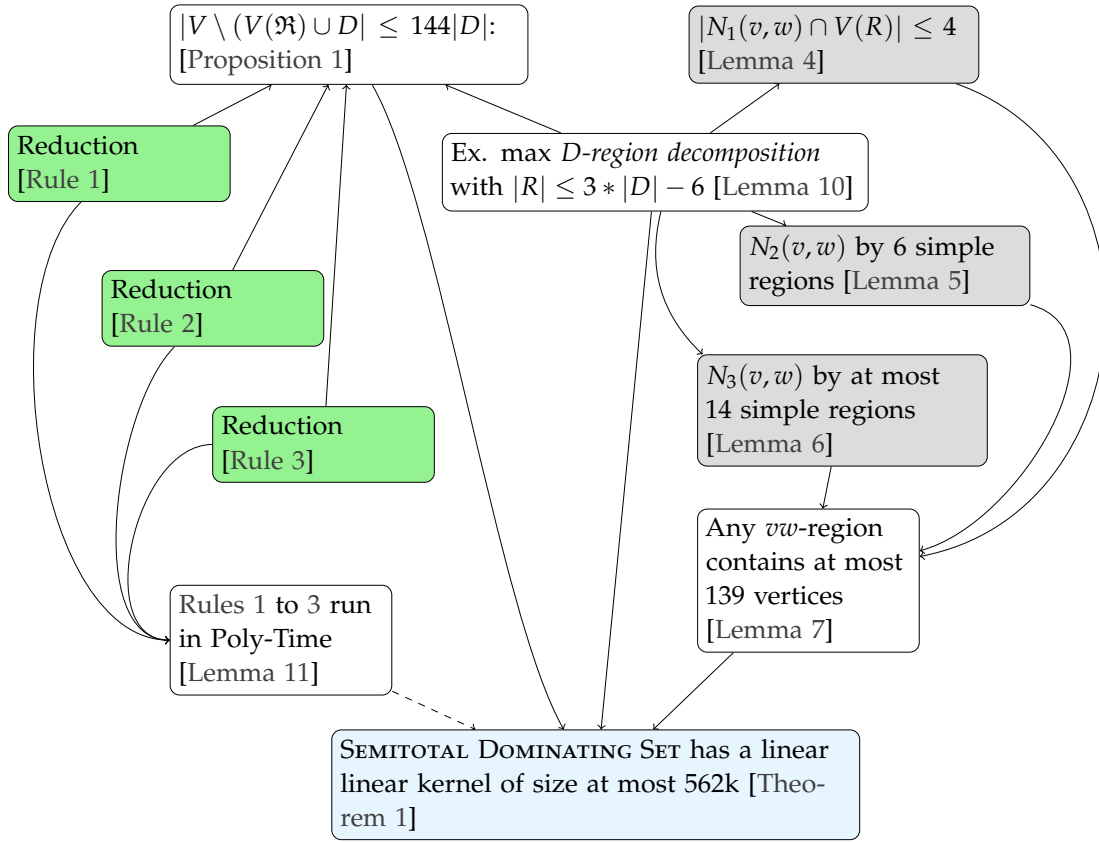 |V \ (V(ℜ) ∪ D| ≤ 144|D|:
[Proposition 1]
|N₁(v, w) ∩ V(R)| ≤ 4
[Lemma 4]
Reduction
[Rule 1]
Ex. max D-region decomposition
with |R| ≤ 3 ∗ |D| − 6 [Lemma 10]
N₂(v, w) by 6 simple
regions [Lemma 5]
Reduction
[Rule 2]
N₃(v, w) by at most
14 simple regions
[Lemma 6]
Reduction
[Rule 3]
Any vw-region
contains at most
139 vertices
[Lemma 7]
Rules 1 to 3 run
in Poly-Time
[Lemma 11]
Semitotal Dominating Set has a linear
linear kernel of size at most 562k [Theo-
rem 1]